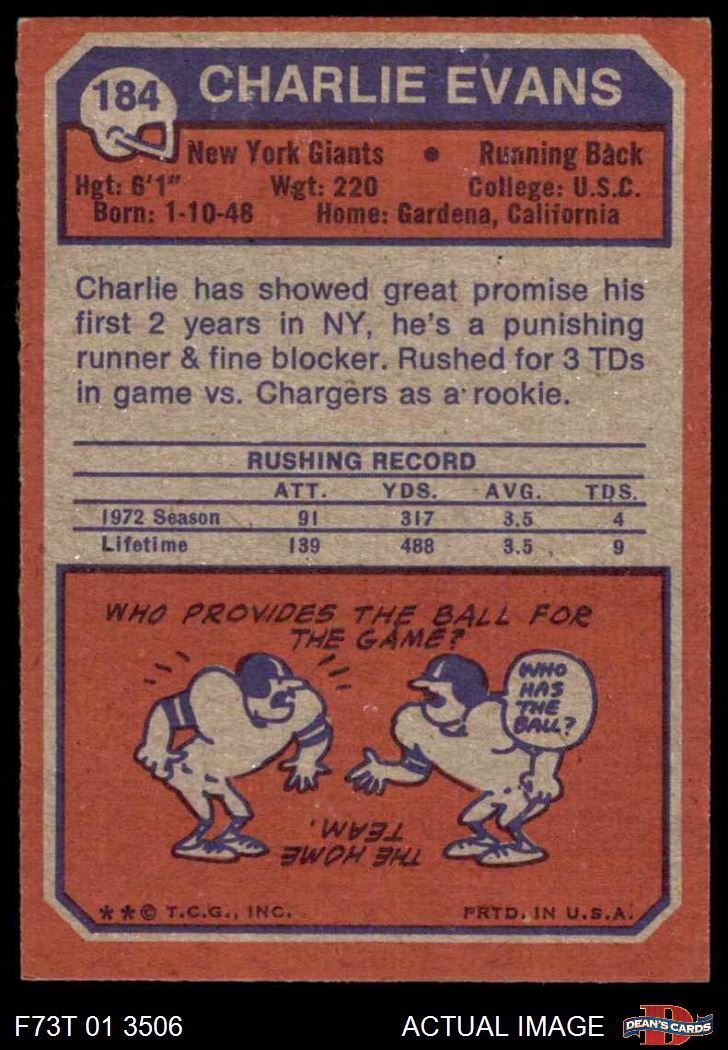 184
CHARLIE EVANS
New York Giants • Running Back
Hgt: 6'1" Wgt: 220 College: U.S.C.
Born: 1-10-48 Home: Gardena, California
Charlie has showed great promise his
first 2 years in NY, he's a punishing
runner & fine blocker. Rushed for 3 TDs
in game vs. Chargers as a rookie.
RUSHING RECORD
ATT. YDS. AVG. TDS.
1972 Season 91 317 3.5 4
Lifetime 139 488 3.5 9
WHO PROVIDES THE BALL FOR
THE GAME?
WHO
HAS
THE
BALL?
THE HOME
TEAM.
**© T.C.G., INC. PRTD. IN U.S.A.
F73T 01 3506 ACTUAL IMAGE
D
DEAN'S CARDS